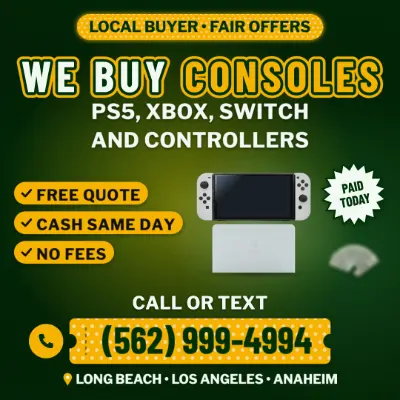 LOCAL BUYER • FAIR OFFERS
WE BUY CONSOLES
PS5, XBOX, SWITCH
AND CONTROLLERS
FREE QUOTE
CASH SAME DAY
NO FEES
PAID
TODAY
CALL OR TEXT
(562) 999-4994
LONG BEACH • LOS ANGELES • ANAHEIM